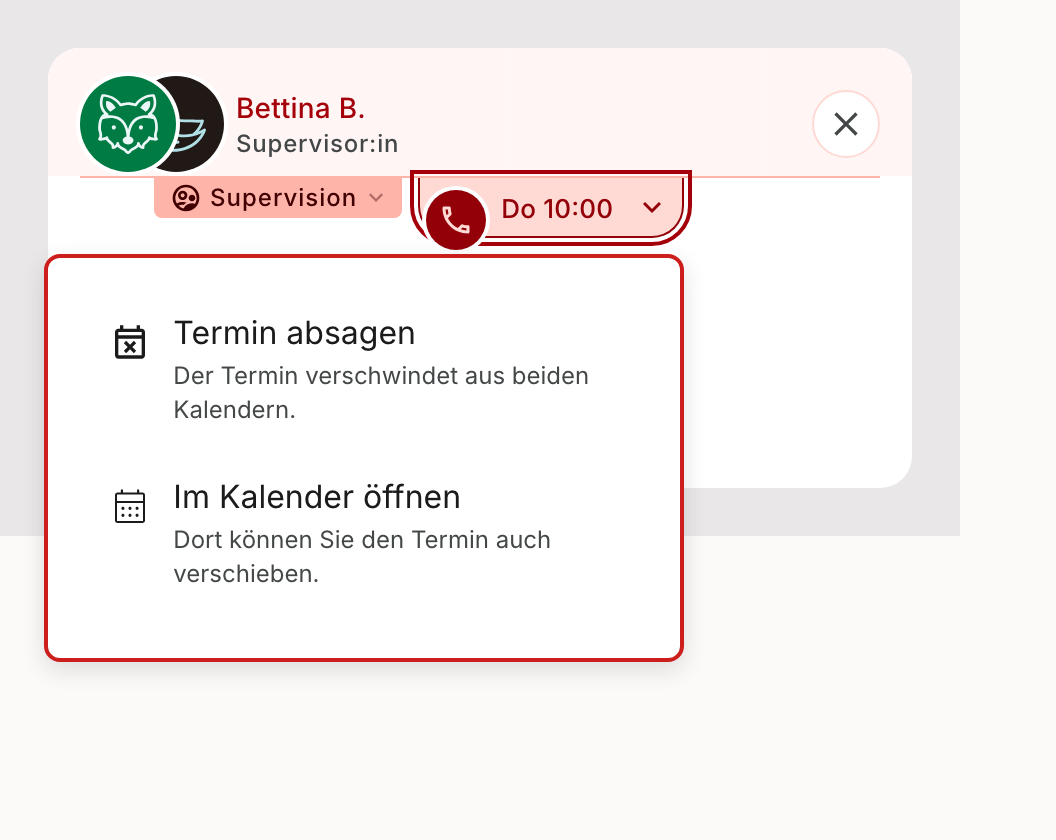 Bettina B.
Supervisor:in
Supervision
Do 10:00
Termin absagen
Der Termin verschwindet aus beiden
Kalendern.
Im Kalender öffnen
Dort können Sie den Termin auch
verschieben.